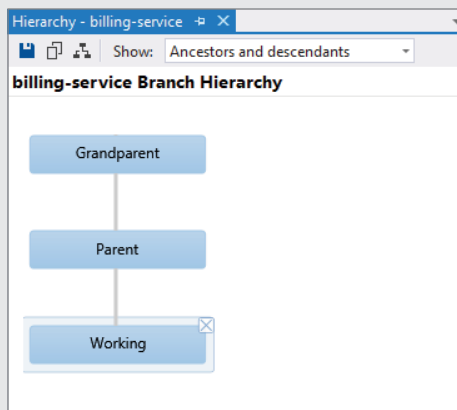 Hierarchy - billing-service
Show: Ancestors and descendants
billing-service Branch Hierarchy
Grandparent
Parent
Working